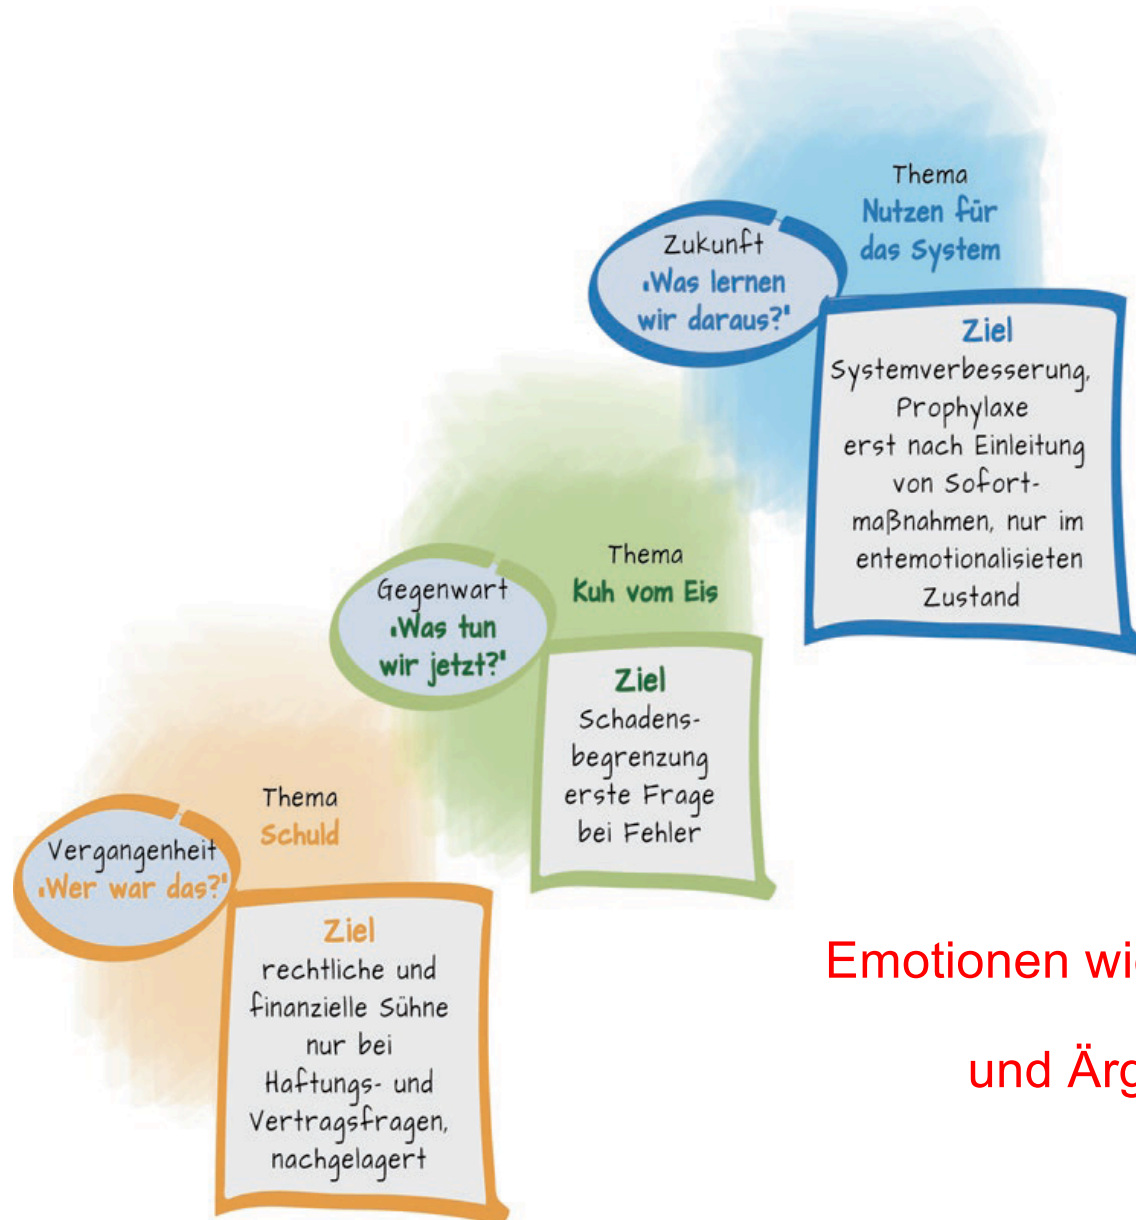 Thema
Nutzen für
das System
Zukunft
"Was lernen
wir daraus?"
Ziel
Systemverbesserung,
Prophylaxe
erst nach Einleitung
von Sofort-
maßnahmen, nur im
entemotionalisieten
Zustand
Thema
Kuh vom Eis
Gegenwart
"Was tun
wir jetzt?"
Ziel
Schadens-
begrenzung
erste Frage
bei Fehler
Thema
Schuld
Vergangenheit
"Wer war das?"
Ziel
rechtliche und
finanzielle Sühne
nur bei
Haftungs- und
Vertragsfragen,
nachgelagert
Emotionen
und